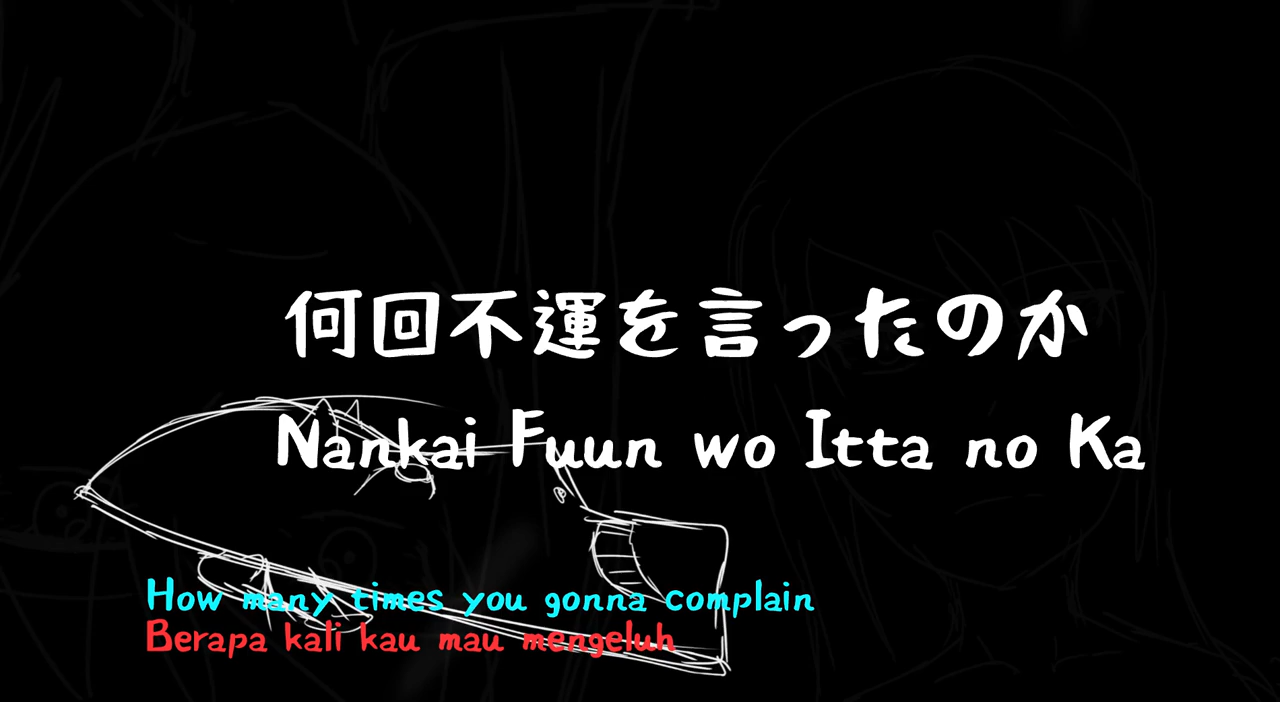 何回不運を言ったのか
Nankai Fuun wo Itta no Ka
How many times you gonna complain
Berapa kali kau mau mengeluh